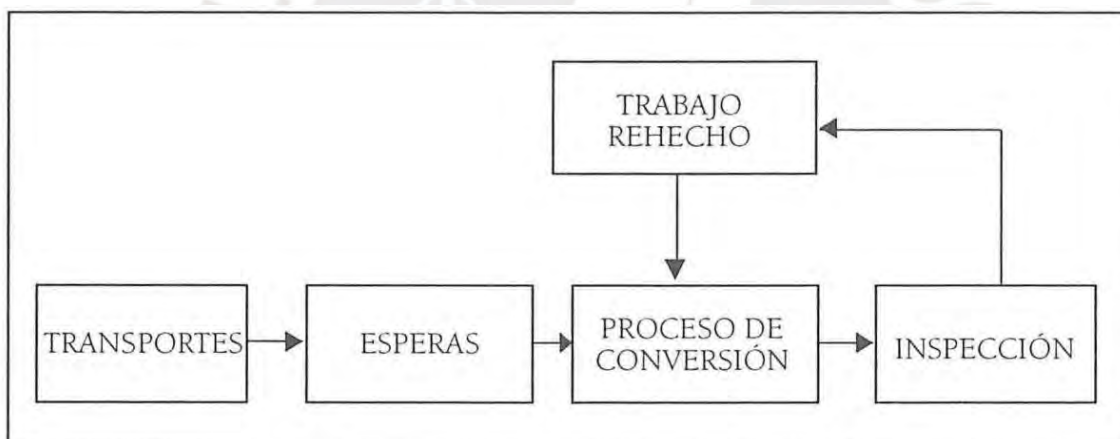 TRABAJO
REHECHO
TRANSPORTES
ESPERAS
PROCESO DE
CONVERSIÓN
INSPECCIÓN